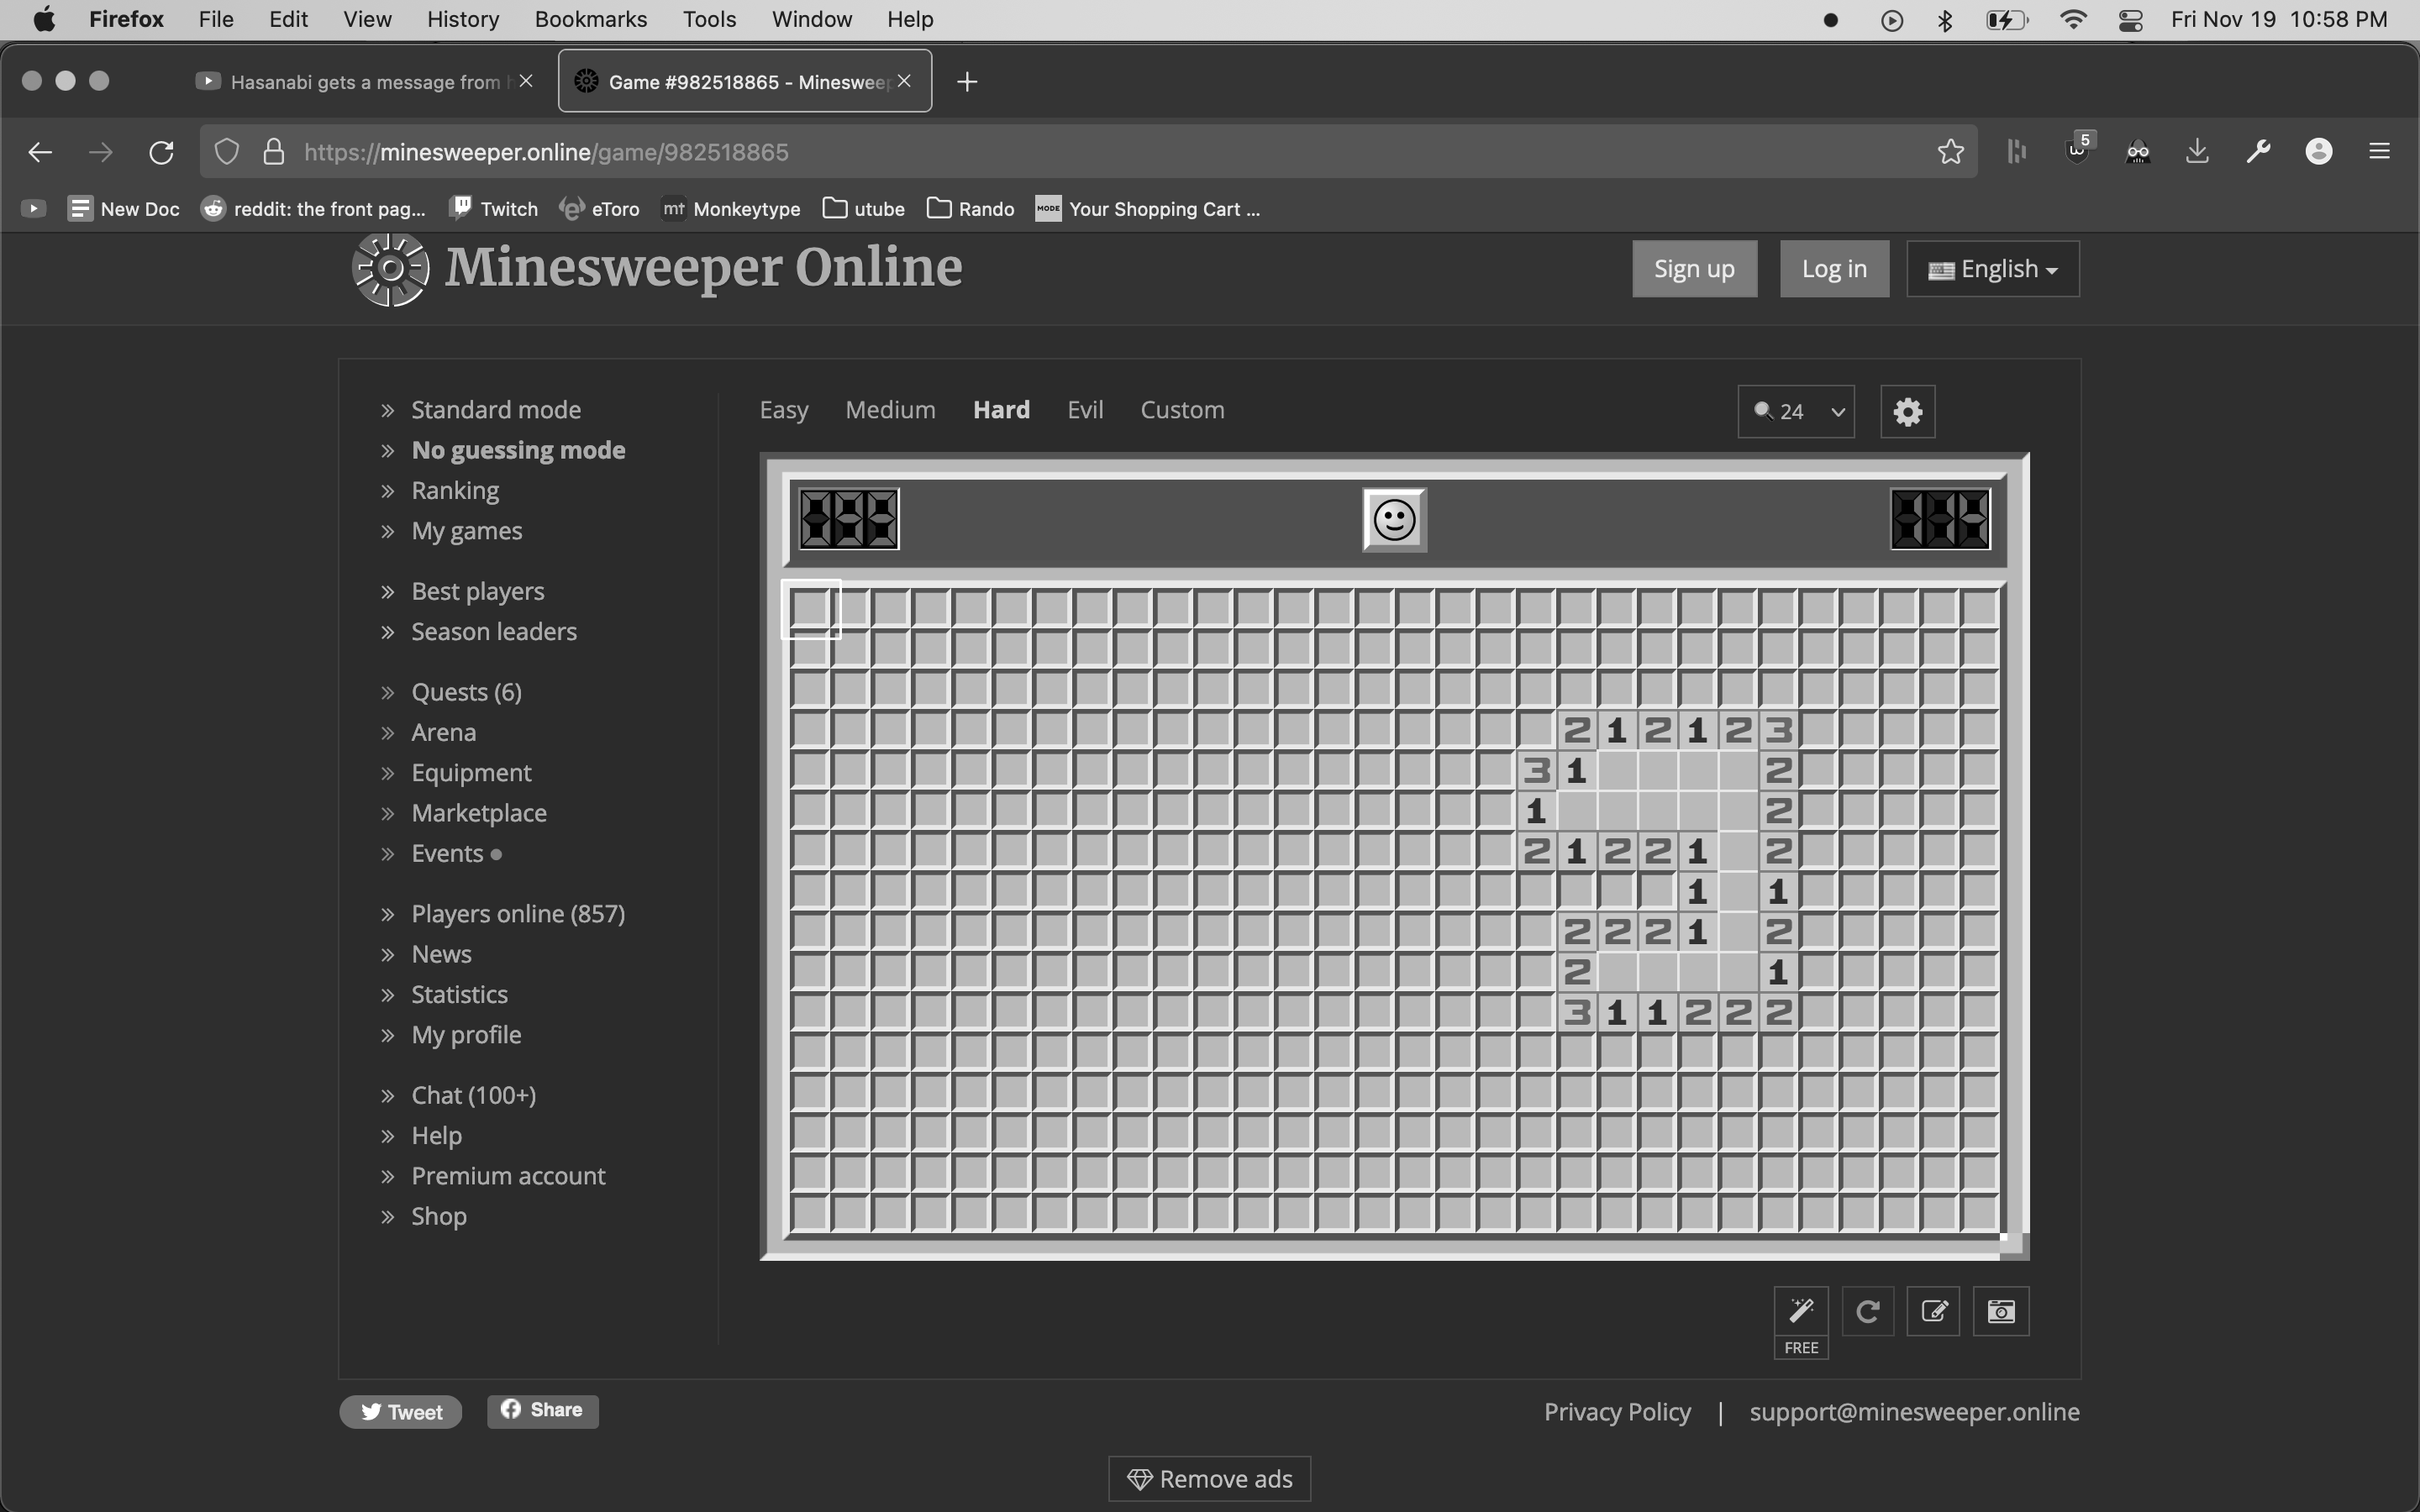 Firefox File Edit View History Bookmarks Tools Window Help Fri Nov 19 10:58 PM
Hasanabi gets a message from Game #982518865 - Minesweep
https://minesweeper.online/game/982518865 5
New Doc reddit: the front pag... Twitch eToro mt Monkeytype utube Rando MODE Your Shopping Cart ...
Minesweeper Online Sign up Log in English
Standard mode
No guessing mode
Ranking
My games
Best players
Season leaders
Quests (6)
Arena
Equipment
Marketplace
Events
Players online (857)
News
Statistics
My profile
Chat (100+)
Help
Premium account
Shop
Easy Medium Hard Evil Custom 24
2 1 2 1 2 3
3 1 2
1 2
2 1 2 2 1 2
1 1
2 2 2 1 2
2 1
3 1 1 2 2 2
FREE
Tweet Share Privacy Policy | support@minesweeper.online
Remove ads